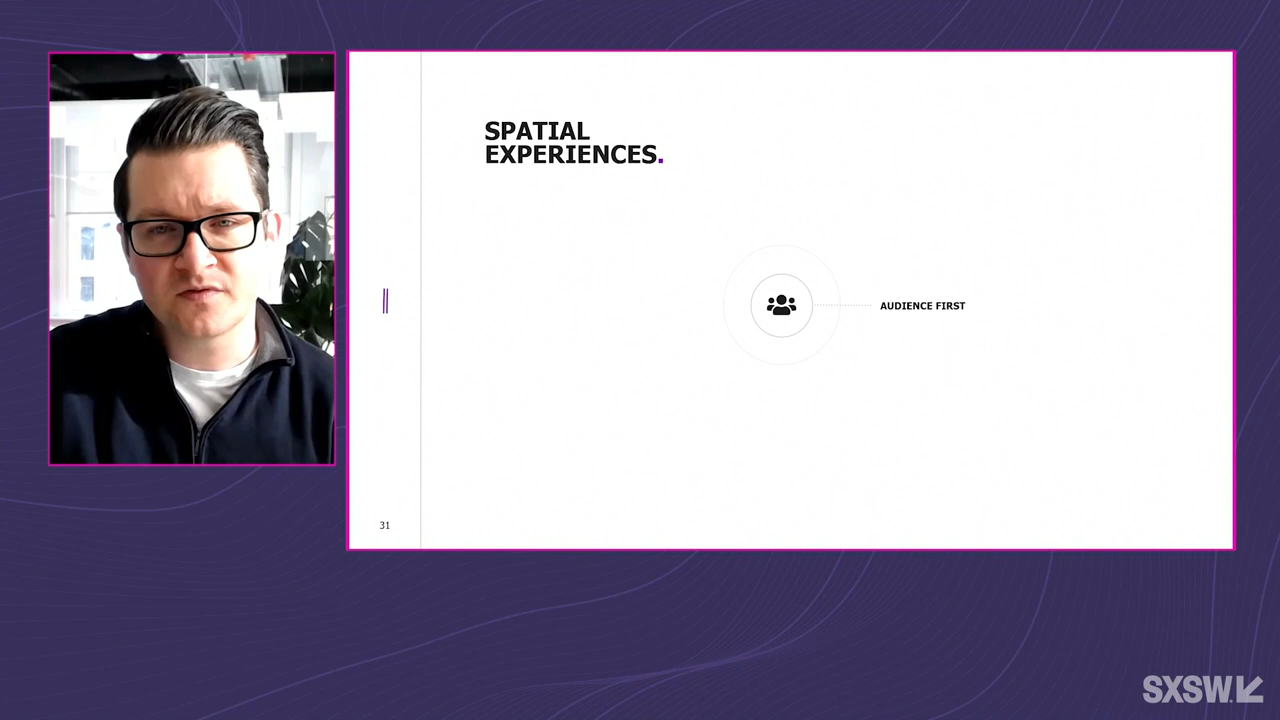 SPATIAL
EXPERIENCES.
AUDIENCE FIRST
31
SXSW.